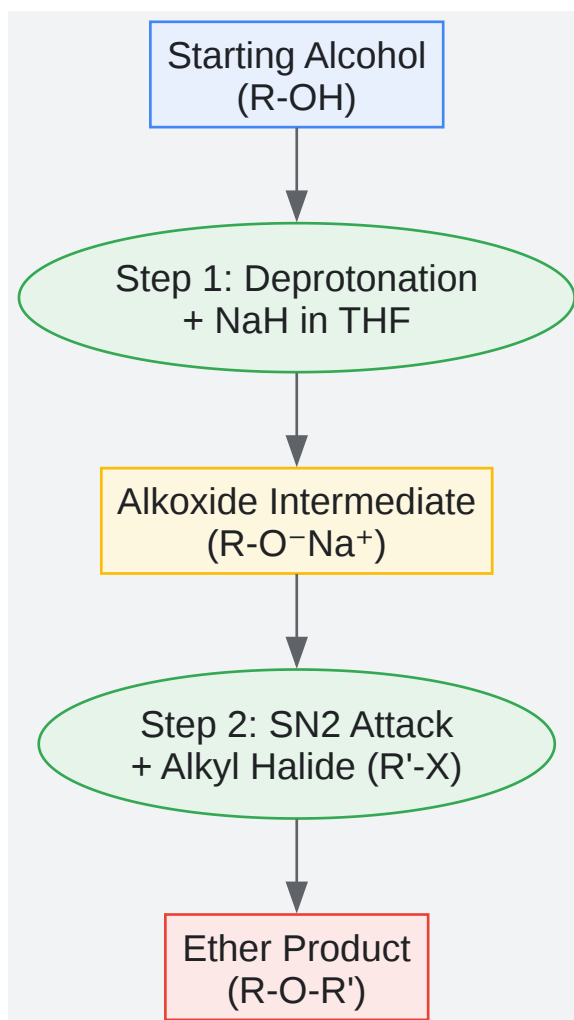 Starting Alcohol
(R-OH)
Step 1: Deprotonation
+ NaH in THF
Alkoxide Intermediate
(R-O⁻Na⁺)
Step 2: SN2 Attack
+ Alkyl Halide (R'-X)
Ether Product
(R-O-R')